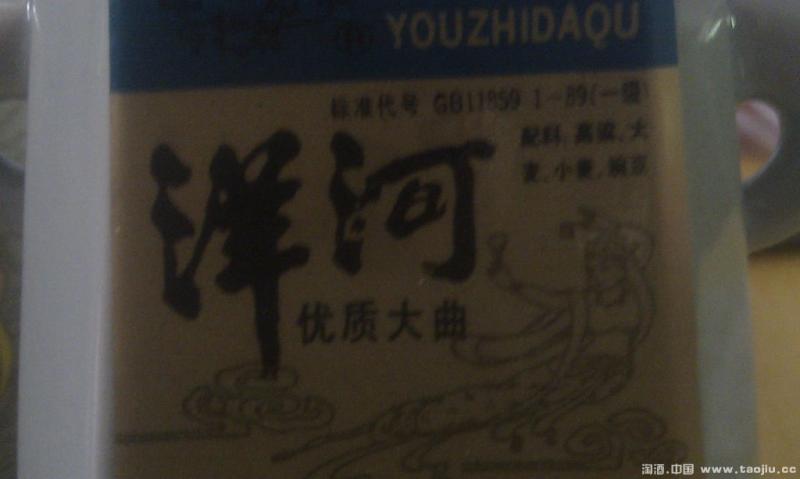 YOUZHIDAQU
标准代号 GB11859 1-89(一级)
配料:高粱、大
麦、小麦、豌豆
洋河
优质大曲
淘酒.中国 www.taojiu.cc